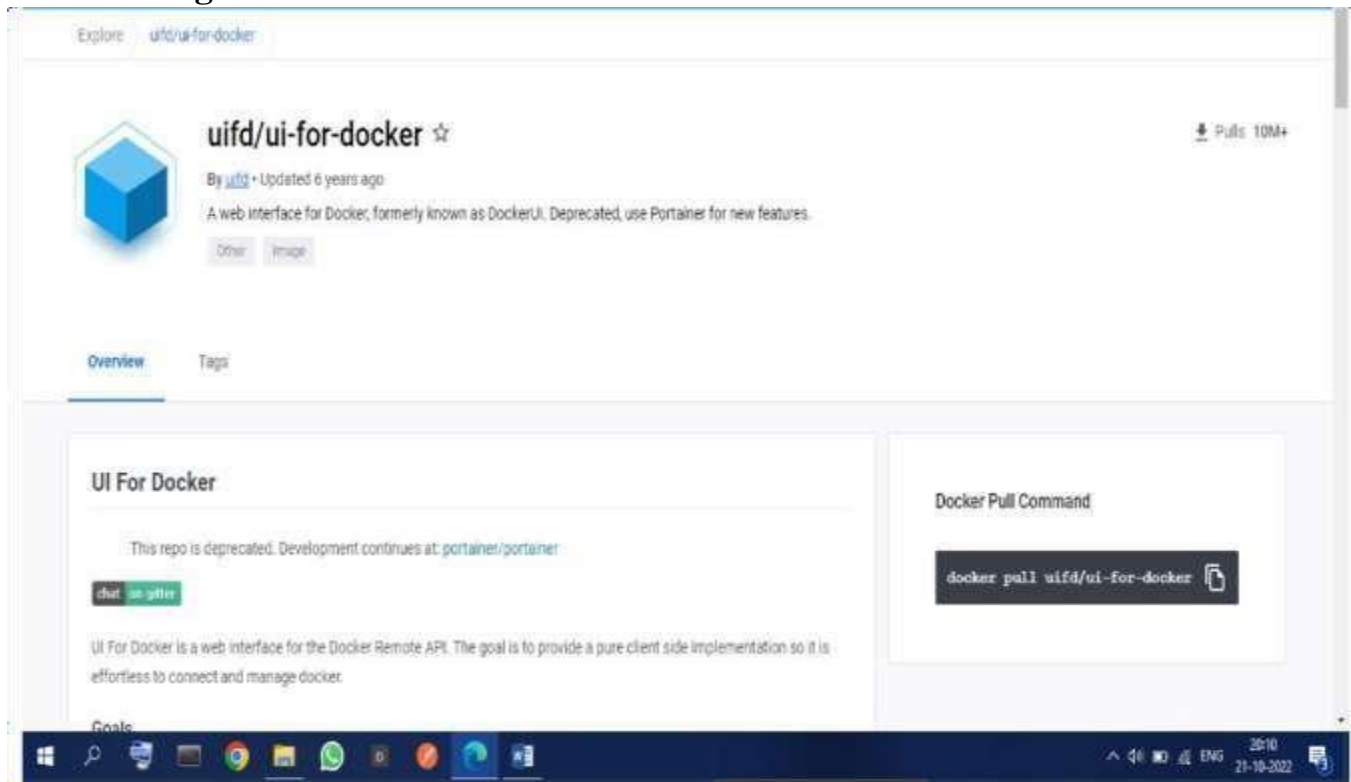 Explore uifd/ui-for-docker
uifd/ui-for-docker
Pulls 10M+
By uifd • Updated 6 years ago
A web interface for Docker, formerly known as DockerUI. Deprecated, use Portainer for new features.
Other Image
Overview Tags
UI For Docker
This repo is deprecated. Development continues at: portainer/portainer
chat on gitter
UI For Docker is a web interface for the Docker Remote API. The goal is to provide a pure client side implementation so it is
effortless to connect and manage docker.
Goals
Docker Pull Command
docker pull uifd/ui-for-docker
ENG
20:10
21-10-2022